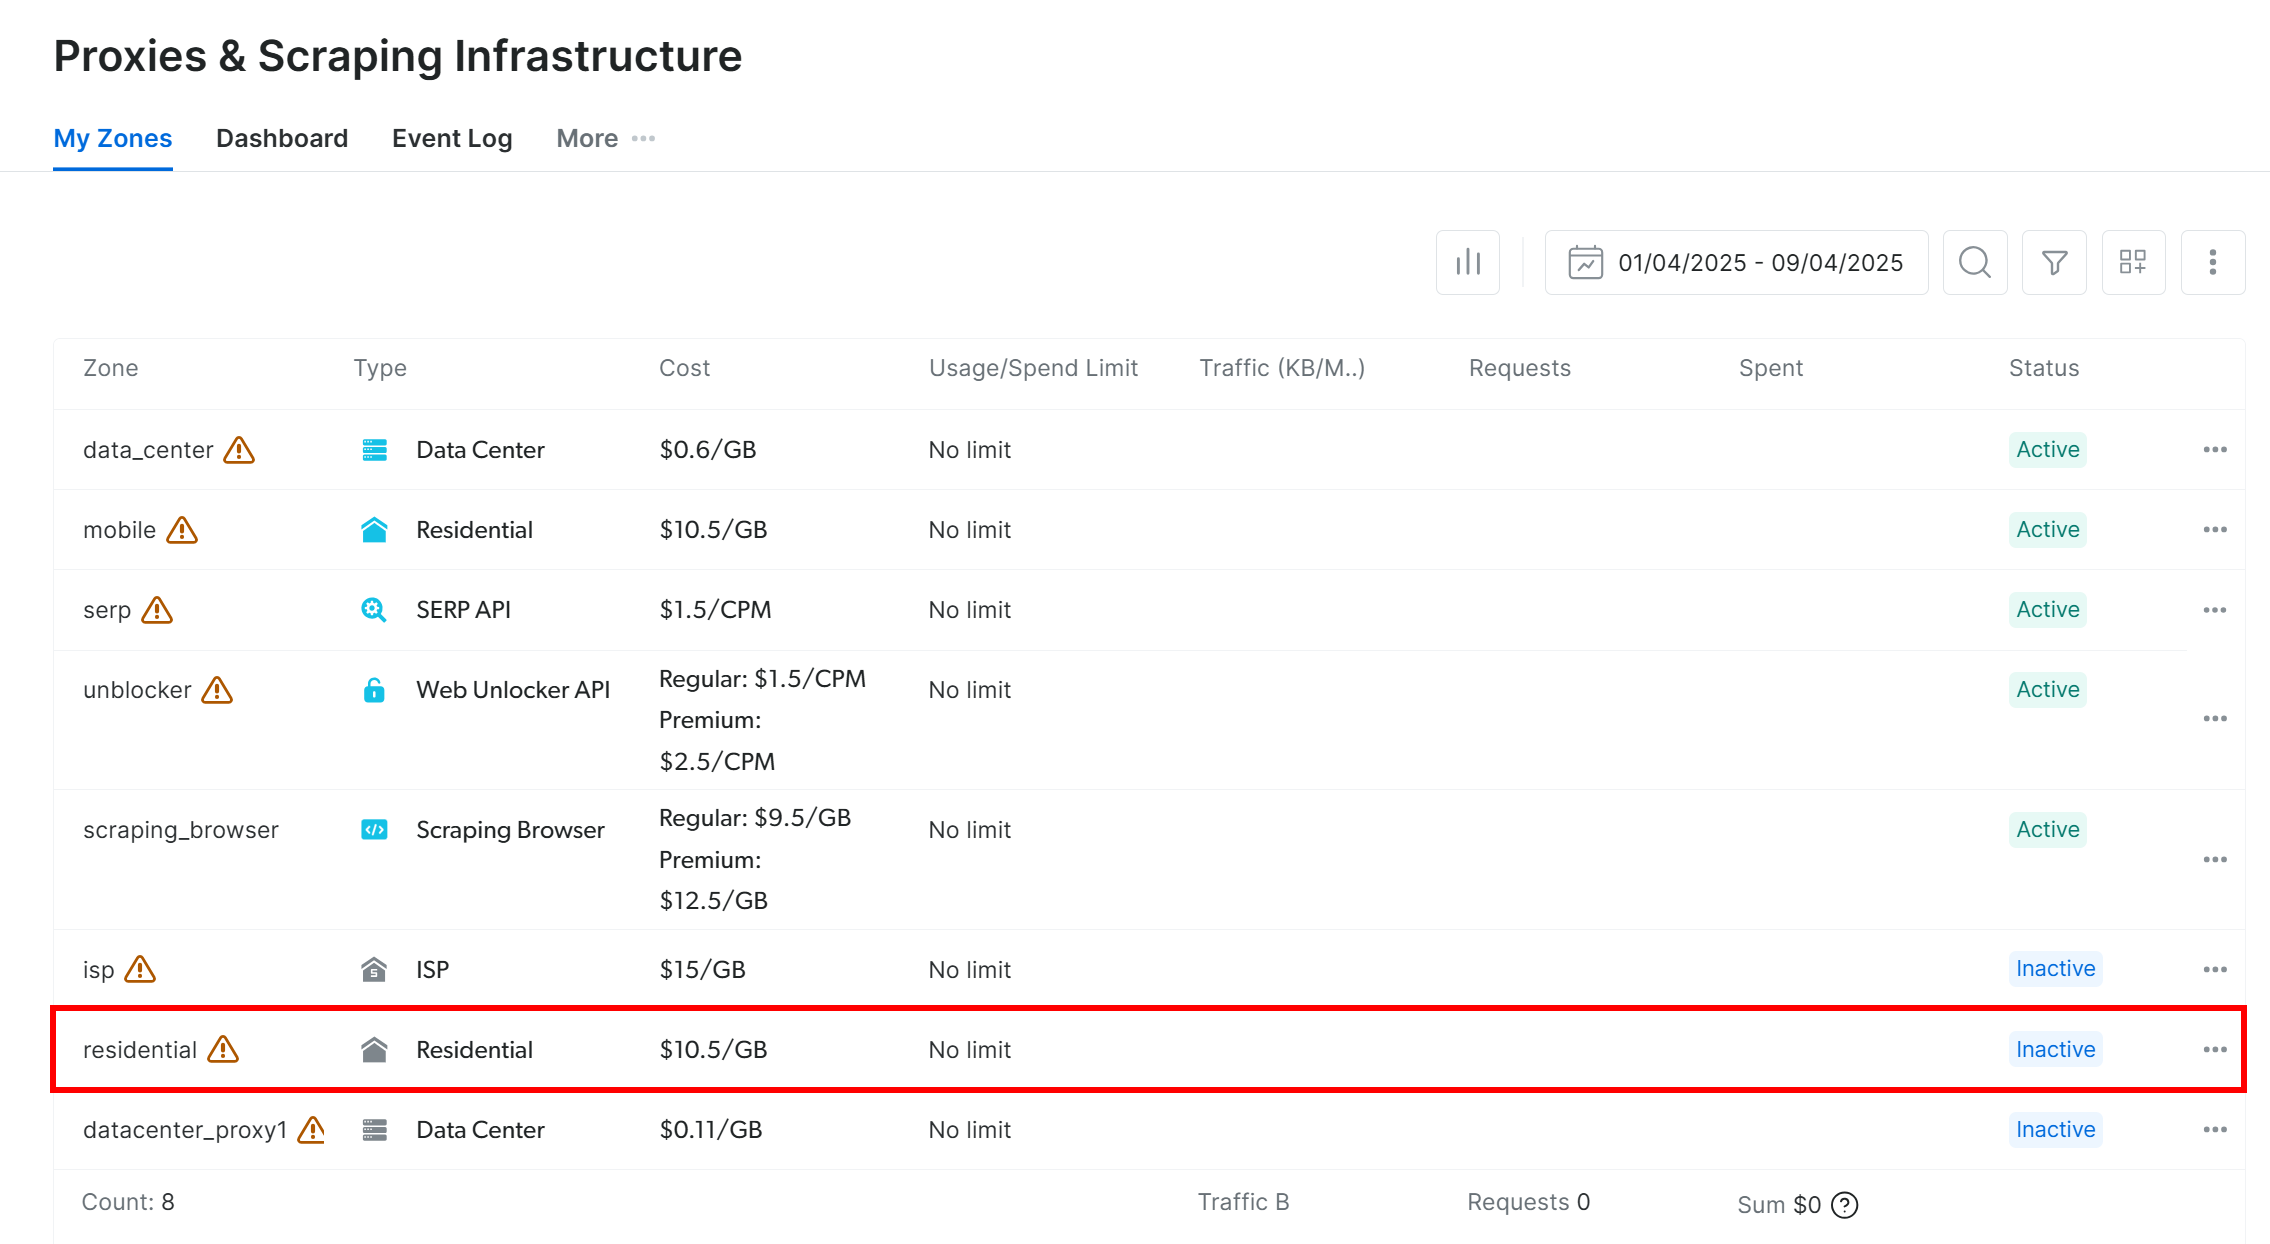 Proxies & Scraping Infrastructure
My Zones Dashboard Event Log More
01/04/2025 - 09/04/2025
Zone Type Cost Usage/Spend Limit Traffic (KB/M..) Requests Spent Status
data_center Data Center $0.6/GB No limit Active
mobile Residential $10.5/GB No limit Active
serp SERP API $1.5/CPM No limit Active
unblocker Web Unlocker API Regular: $1.5/CPM No limit Active
Premium:
$2.5/CPM
scraping_browser Scraping Browser Regular: $9.5/GB No limit Active
Premium:
$12.5/GB
isp ISP $15/GB No limit Inactive
residential Residential $10.5/GB No limit Inactive
datacenter_proxy1 Data Center $0.11/GB No limit Inactive
Count: 8 Traffic B Requests 0 Sum $0